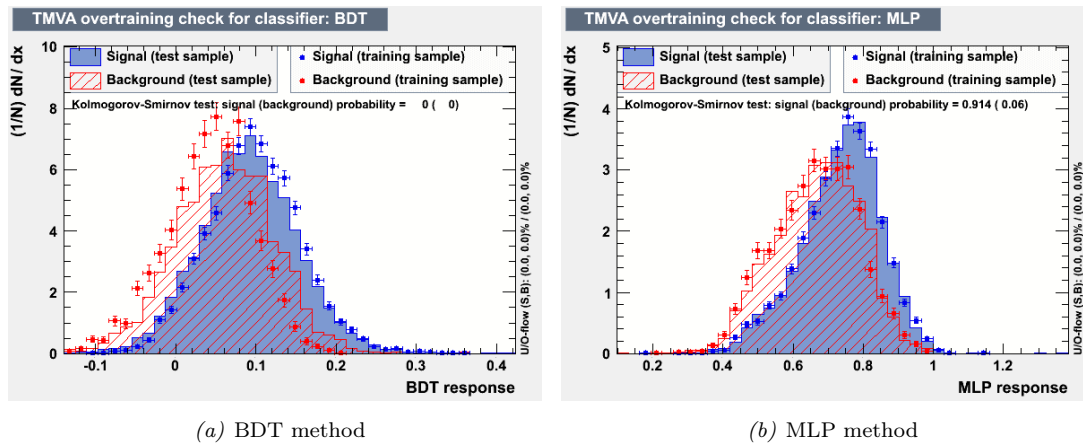 TMVA overtraining check for classifier: BDT
(1/N) dN/ dx
10
8
6
4
2
0
Signal (test sample)
Background (test sample)
Signal (training sample)
Background (training sample)
Kolmogorov-Smirnov test: signal (background) probability = 0 ( 0)
-0.1 0 0.1 0.2 0.3 0.4
BDT response
U/O-flow (S,B): (0.0, 0.0)% / (0.0, 0.0)%
(a) BDT method
TMVA overtraining check for classifier: MLP
(1/N) dN/ dx
5
4
3
2
1
0
Signal (test sample)
Background (test sample)
Signal (training sample)
Background (training sample)
Kolmogorov-Smirnov test: signal (background) probability = 0.914 ( 0.06)
0.2 0.4 0.6 0.8 1 1.2
MLP response
U/O-flow (S,B): (0.0, 0.0)% / (0.0, 0.0)%
(b) MLP method